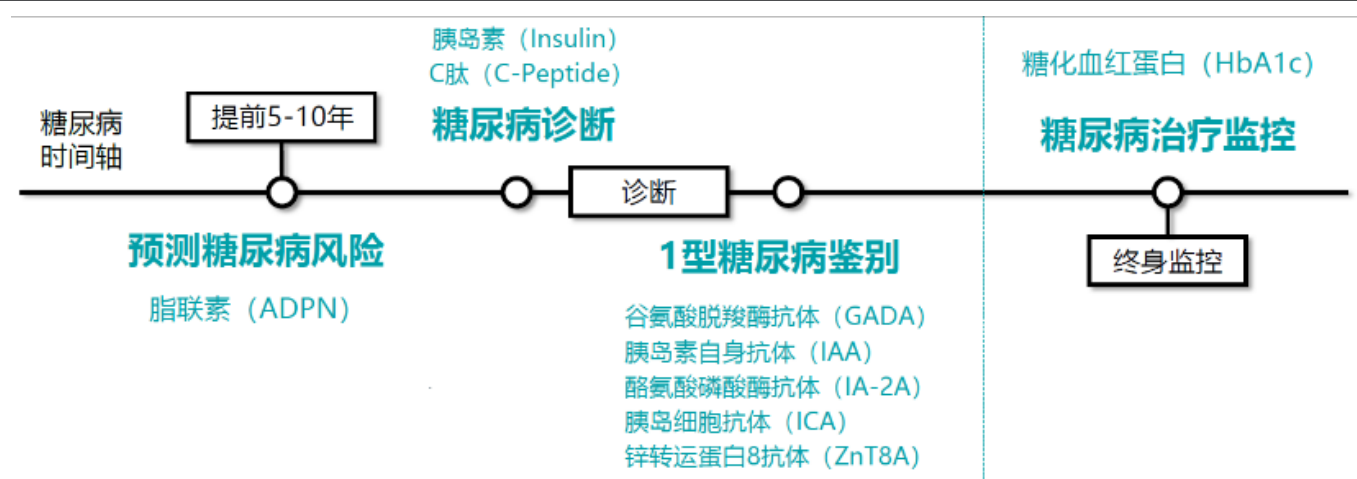 胰岛素（Insulin）
C肽（C-Peptide）
糖尿病诊断
糖化血红蛋白（HbA1c）
糖尿病治疗监控
糖尿病
时间轴
提前5-10年
诊断
终身监控
预测糖尿病风险
脂联素（ADPN）
1型糖尿病鉴别
谷氨酸脱羧酶抗体（GADA）
胰岛素自身抗体（IAA）
酪氨酸磷酸酶抗体（IA-2A）
胰岛细胞抗体（ICA）
锌转运蛋白8抗体（ZnT8A）